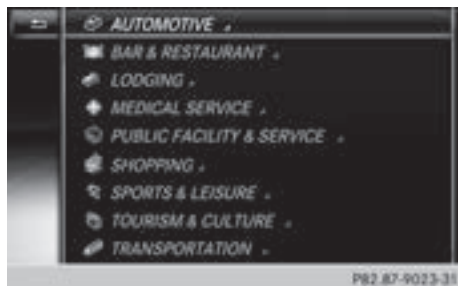 AUTOMOTIVE
BAR & RESTAURANT
LODGING
MEDICAL SERVICE
PUBLIC FACILITY & SERVICE
SHOPPING
SPORTS & LEISURE
TOURISM & CULTURE
TRANSPORTATION
P82.87-9023-31